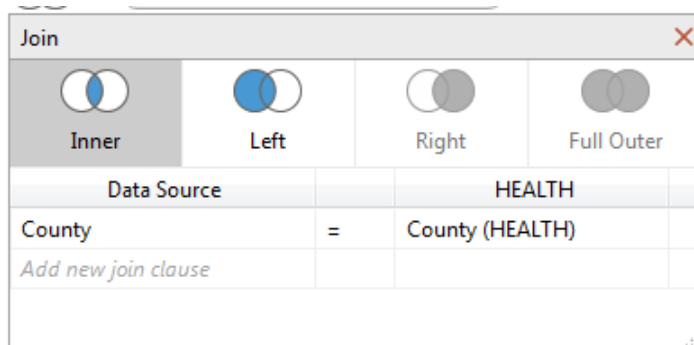 Join
Inner Left Right Full Outer
Data Source HEALTH
County = County (HEALTH)
Add new join clause